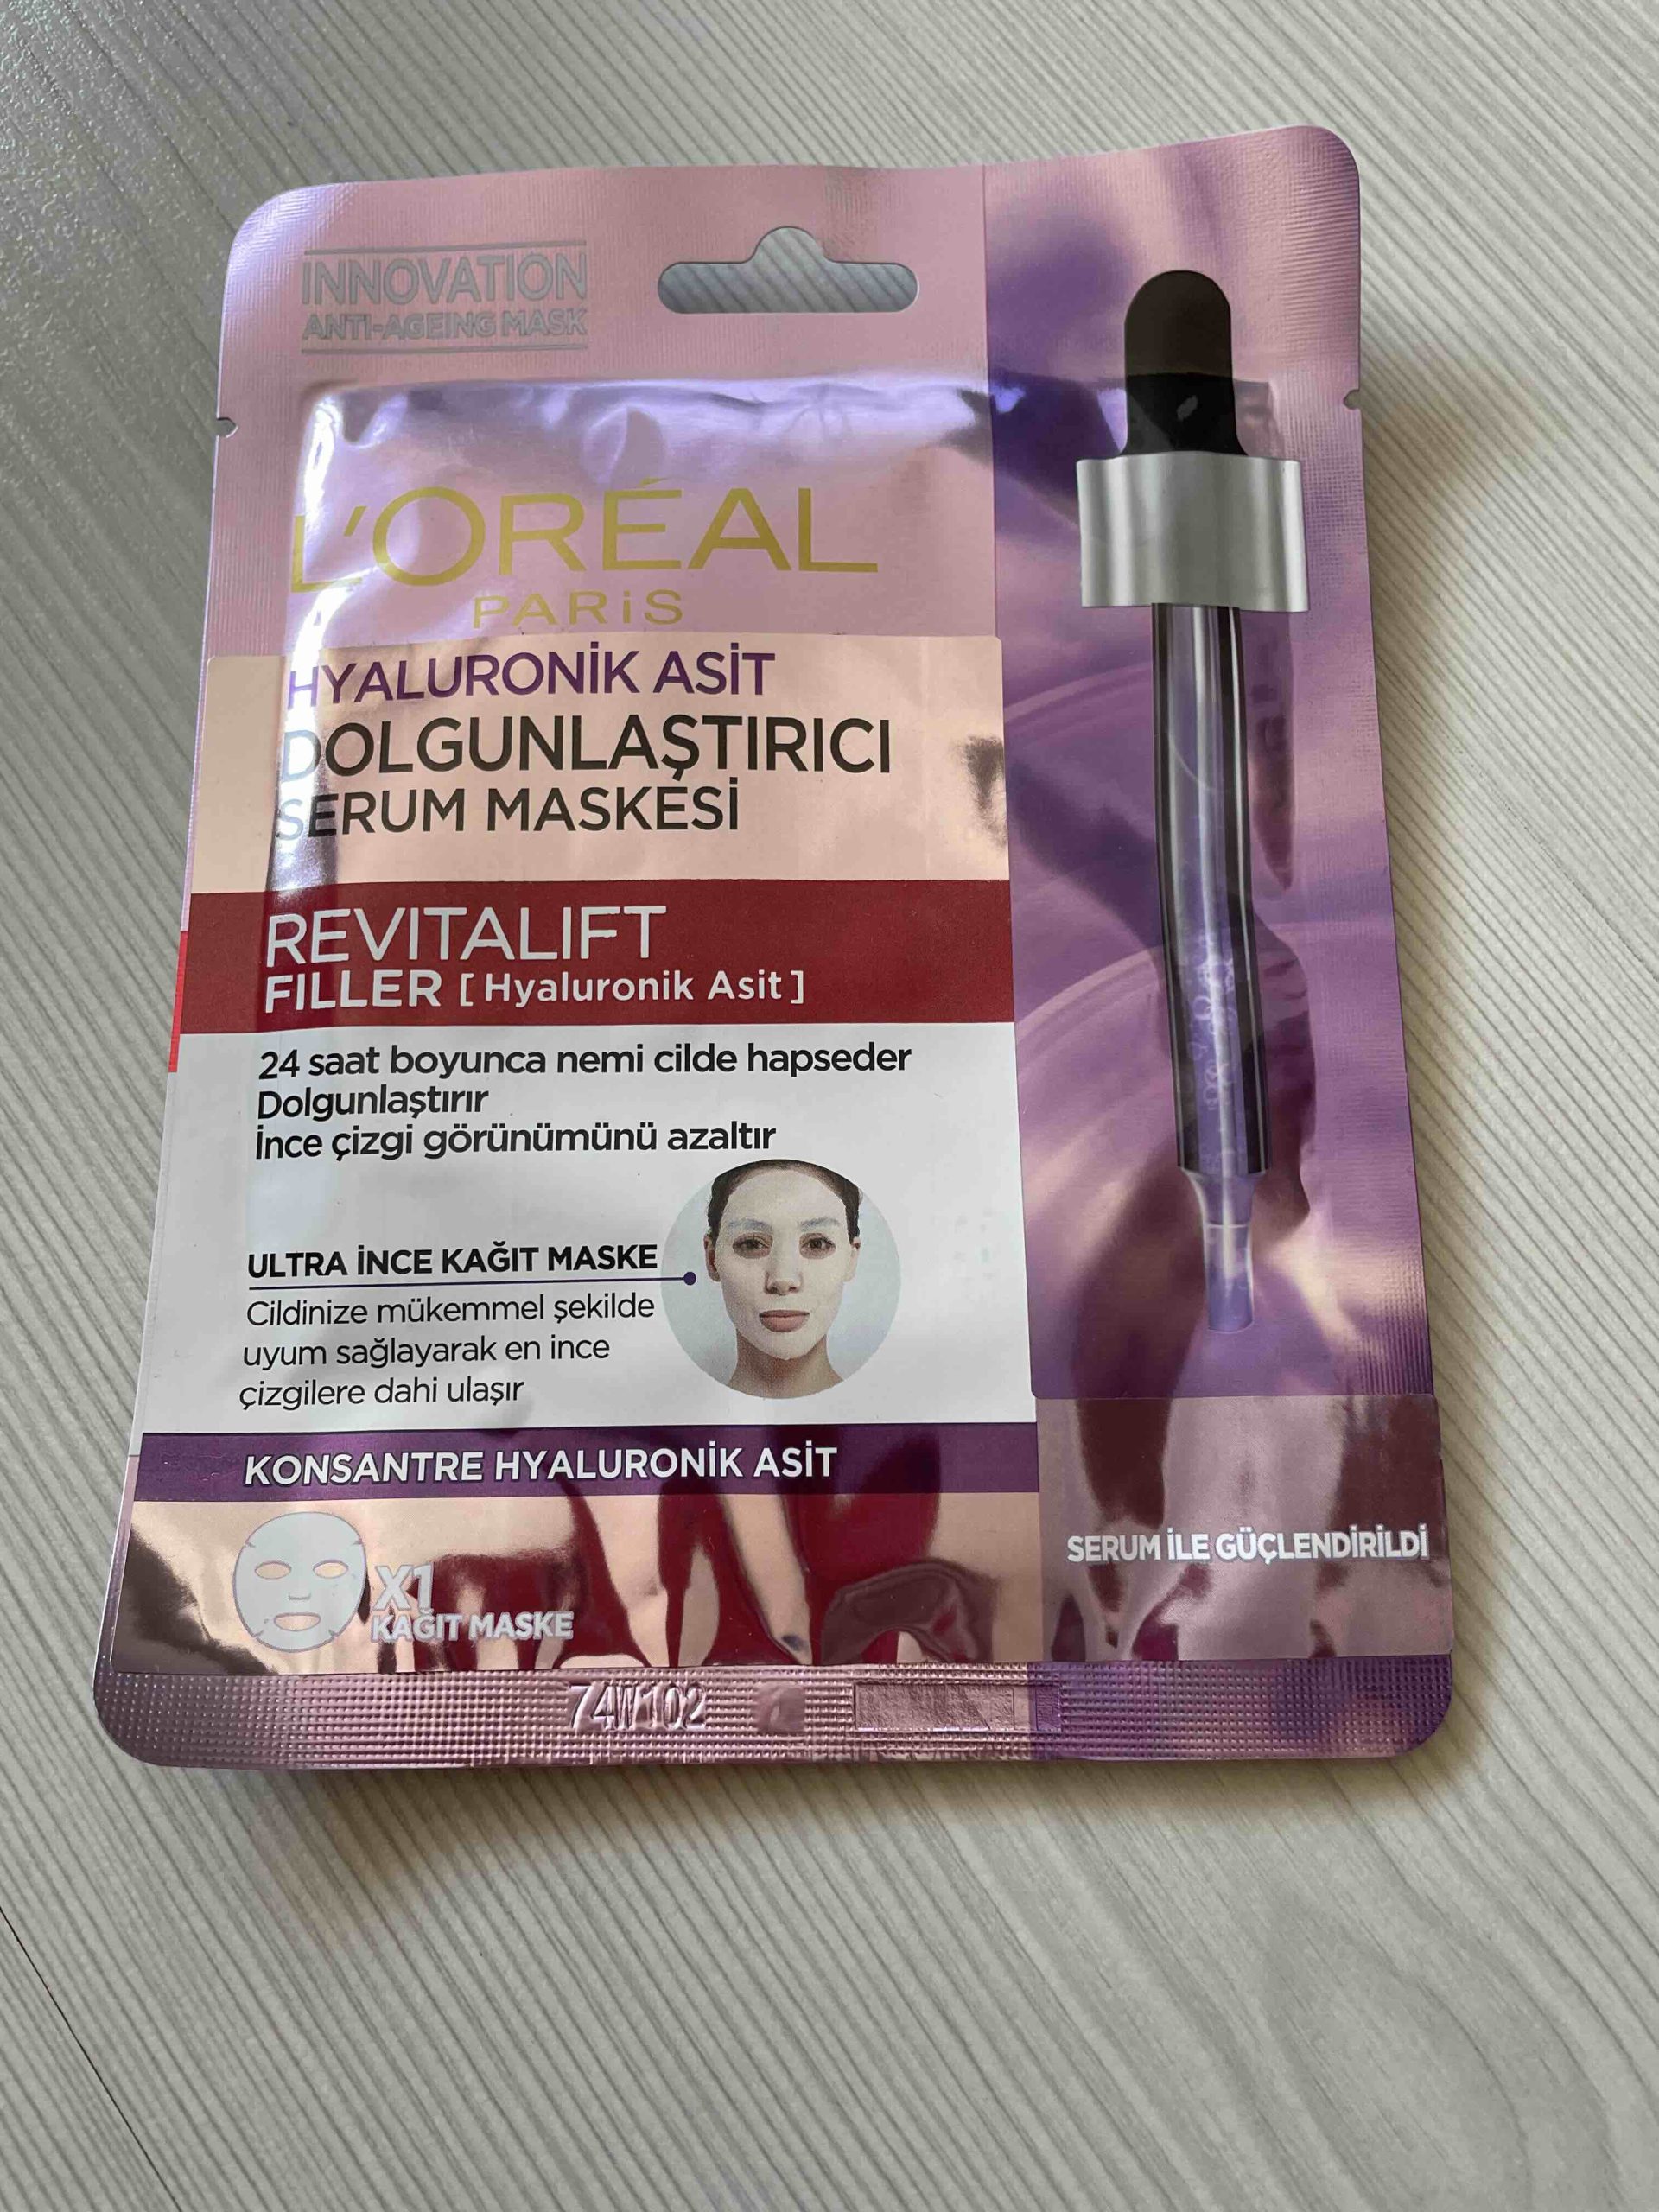 INNOVATION
ANTI-AGEING MASK
L'ORÉAL
PARiS
HYALURONİK ASİT
DOLGUNLAŞTIRICI
SERUM MASKESİ
REVITALIFT
FILLER [ Hyaluronik Asit ]
24 saat boyunca nemi cilde hapseder
Dolgunlaştırır
İnce çizgi görünümünü azaltır
ULTRA İNCE KAĞIT MASKE
Cildinize mükemmel şekilde
uyum sağlayarak en ince
çizgilere dahi ulaşır
KONSANTRE HYALURONİK ASİT
SERUM İLE GÜÇLENDİRİLDİ
X1
KAĞIT MASKE
74W102